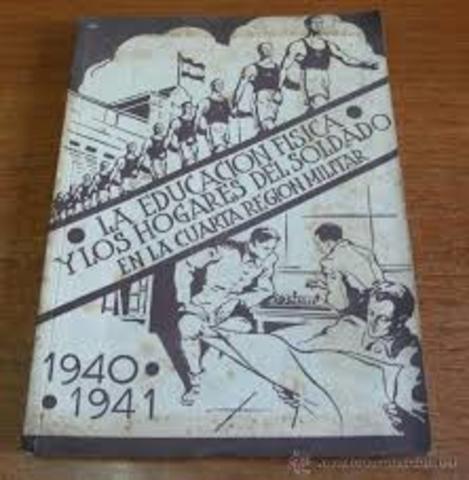 • LA EDUCACION FISICA •
Y LOS HOGARES DEL SOLDADO
EN LA CUARTA REGION MILITAR
1940 •
• 1941